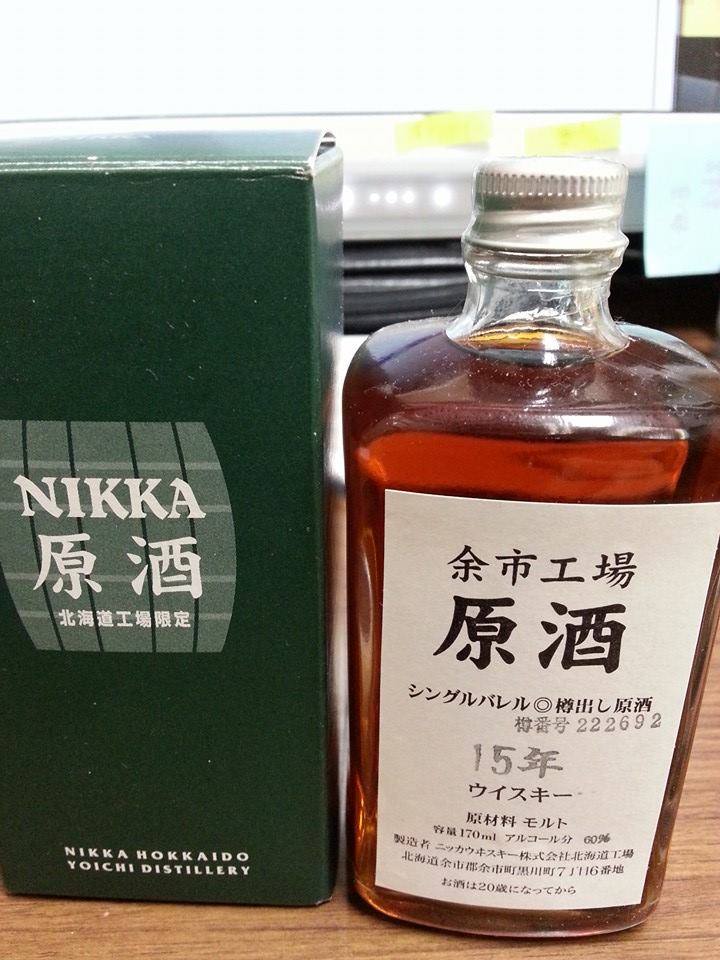 NIKKA
原酒
北海道工場限定
NIKKA HOKKAIDO
YOICHI DISTILLERY
余市工場
原酒
シングルバレル◎樽出し原酒
樽番号 222692
15年
ウイスキー
原材料 モルト
容量170ml アルコール分 60%
製造者 ニッカウヰスキー株式会社北海道工場
北海道余市郡余市町黒川町7丁目6番地
お酒は20歳になってから